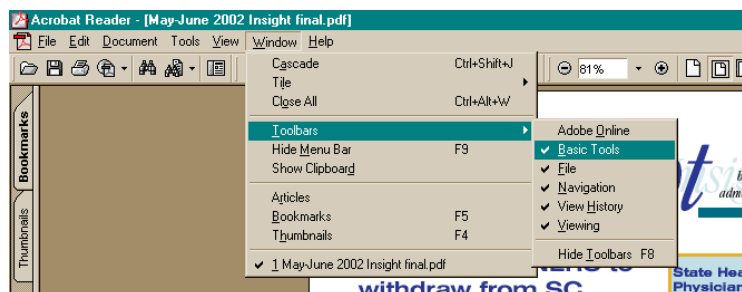 Acrobat Reader - [May-June 2002 Insight final.pdf]
File Edit Document Tools View Window Help
81%
Cascade Ctrl+Shift+J
Tile
Close All Ctrl+Alt+W
Toolbars
Hide Menu Bar F9
Show Clipboard
Articles
Bookmarks F5
Thumbnails F4
1 May-June 2002 Insight final.pdf
Adobe Online
Basic Tools
File
Navigation
View History
Viewing
Hide Toolbars F8
Bookmarks
Thumbnails
to
withdraw from SC
State Hea
Physician